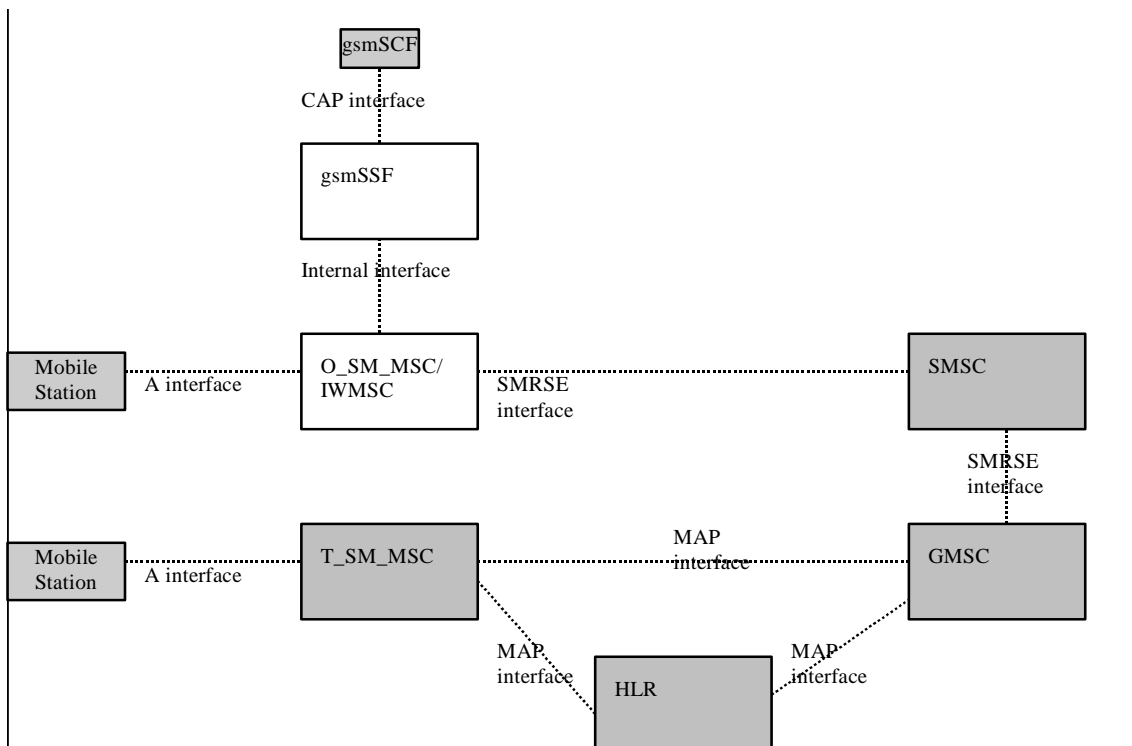 gsmSCF
CAP interface
gsmSSF
Internal interface
Mobile
Station
A interface
O_SM_MSC/
IWMSC
SMRSE
interface
SMSC
SMRSE
interface
Mobile
Station
A interface
T_SM_MSC
MAP
interface
GMSC
MAP
interface
HLR
MAP
interface